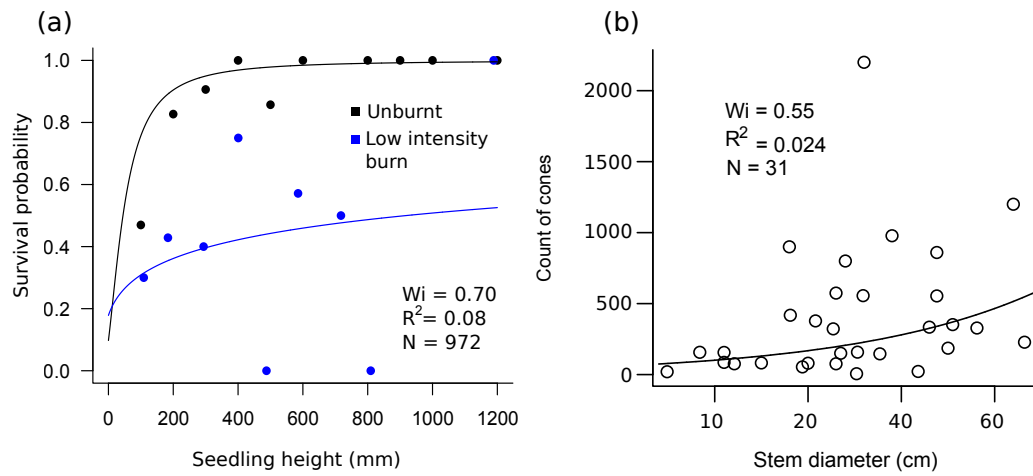 (a)
Survival probability
1.0
0.8
0.6
0.4
0.2
0.0
Unburnt
Low intensity
burn
Wi = 0.70
R²= 0.08
N = 972
0 200 400 600 800 1000 1200
Seedling height (mm)
(b)
Count of cones
2000
1500
1000
500
0
Wi = 0.55
R² = 0.024
N = 31
10 20 40 60
Stem diameter (cm)